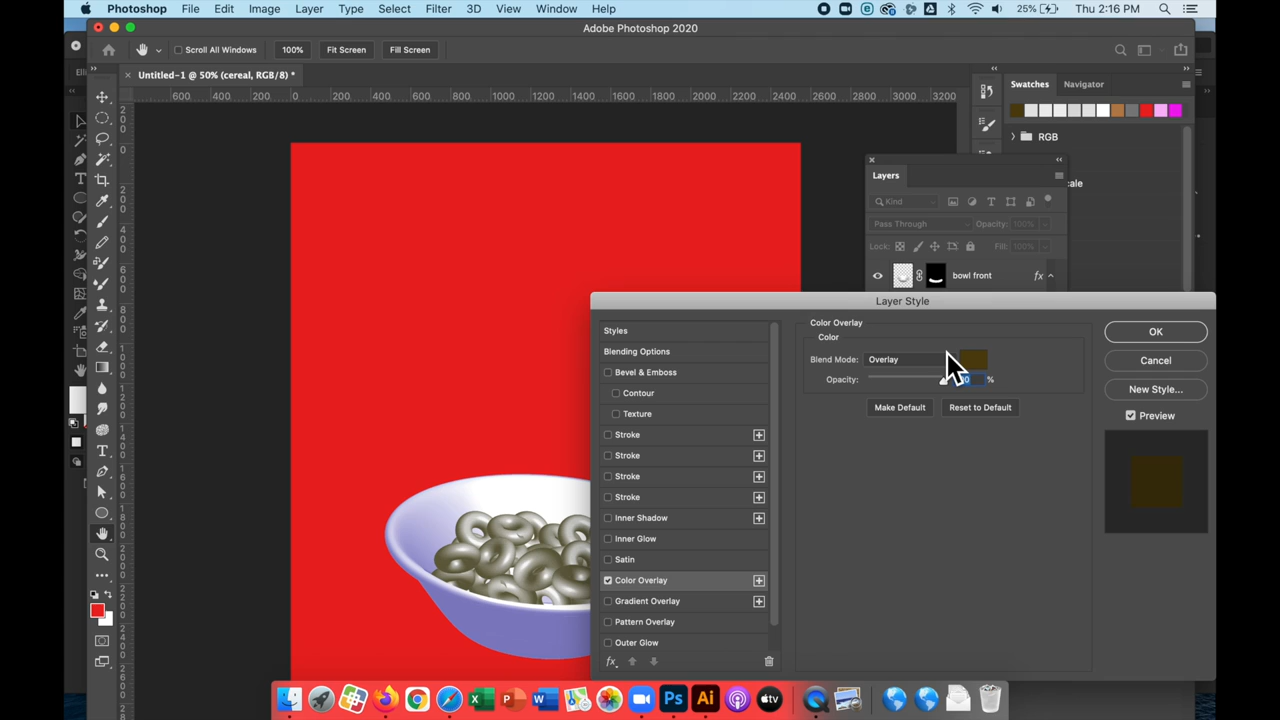 Photoshop File Edit Image Layer Type Select Filter 3D View Window Help 25% Thu 2:16 PM
Adobe Photoshop 2020
Scroll All Windows 100% Fit Screen Fill Screen
Untitled-1 @ 50% (cereal, RGB/8) *
600 400 200 0 200 400 600 800 1000 1200 1400 1600 1800 2000 2200 2400 2600 2800 3000 3200
Swatches Navigator
RGB
Layers
cale
Kind
Pass Through Opacity: 100%
Lock: Fill: 100%
bowl front fx
Layer Style
Styles
Blending Options
Bevel & Emboss
Contour
Texture
Stroke
Stroke
Stroke
Stroke
Inner Shadow
Inner Glow
Satin
Color Overlay
Gradient Overlay
Pattern Overlay
Outer Glow
fx
Color Overlay
Color
Blend Mode: Overlay
Opacity: %
Make Default Reset to Default
OK
Cancel
New Style...
Preview